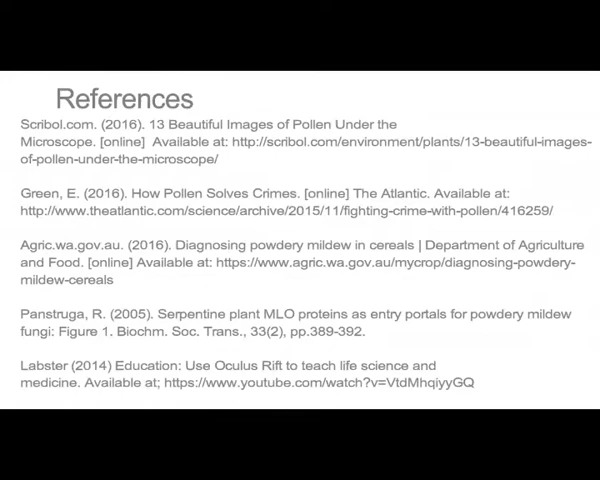 References
Scribol.com. (2016). 13 Beautiful Images of Pollen Under the
Microscope. [online] Available at: http://scribol.com/environment/plants/13-beautiful-images-
of-pollen-under-the-microscope/
Green, E. (2016). How Pollen Solves Crimes. [online] The Atlantic. Available at:
http://www.theatlantic.com/science/archive/2015/11/fighting-crime-with-pollen/416259/
Agric.wa.gov.au. (2016). Diagnosing powdery mildew in cereals | Department of Agriculture
and Food. [online] Available at: https://www.agric.wa.gov.au/mycrop/diagnosing-powdery-
mildew-cereals
Panstruga, R. (2005). Serpentine plant MLO proteins as entry portals for powdery mildew
fungi: Figure 1. Biochm. Soc. Trans., 33(2), pp.389-392.
Labster (2014) Education: Use Oculus Rift to teach life science and
medicine. Available at; https://www.youtube.com/watch?v=VtdMhqiyyGQ